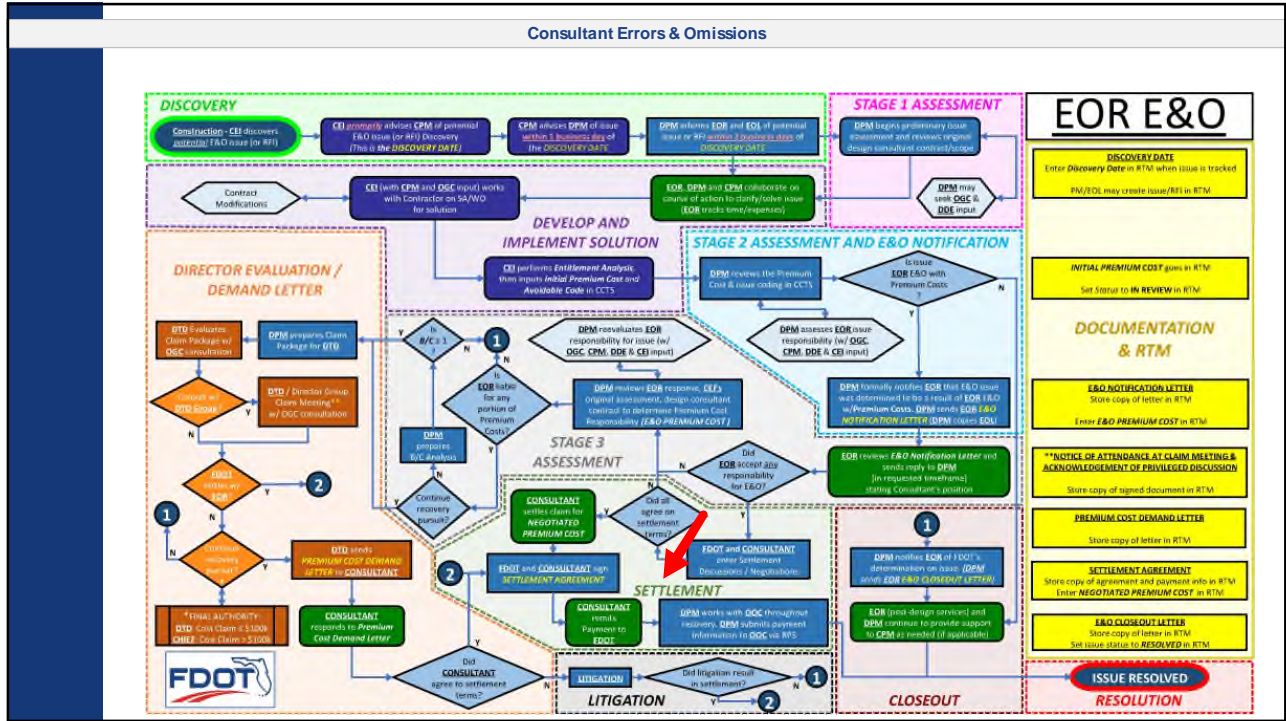 Consultant Errors & Omissions
DISCOVERY
Construction - CEI discovers
potential E&O issue (or RFI)
CEI promptly advises CPM of potential
E&O issue (or RFI) Discovery
(This is the DISCOVERY DATE)
CPM advises DPM of issue
within 1 business day of
the DISCOVERY DATE
DPM informs EOR and EOL of potential
issue or RFI within 2 business days of
DISCOVERY DATE
STAGE 1 ASSESSMENT
DPM begins preliminary issue
assessment and reviews original
design consultant contract/scope
DPM may
seek OGC &
DDE input
EOR, DPM and CPM collaborate on
course of action to clarify/solve issue
(EOR tracks time/expenses)
CEI (with CPM and OGC input) works
with Contractor on SA/WO
for solution
Contract
Modifications
DEVELOP AND
IMPLEMENT SOLUTION
CEI performs Entitlement Analysis,
then inputs Initial Premium Cost and
Avoidable Code in CCTS
STAGE 2 ASSESSMENT AND E&O NOTIFICATION
DPM reviews the Premium
Cost & issue coding in CCTS
Is issue
EOR E&O with
Premium Costs
?
N
Y
DPM assesses EOR issue
responsibility (w/ OGC,
CPM, DDE & CEI input)
DPM formally notifies EOR that E&O issue
was determined to be a result of EOR E&O
w/Premium Costs. DPM sends EOR E&O
NOTIFICATION LETTER (DPM copies EOL)
EOR reviews E&O Notification Letter and
sends reply to DPM
(in requested timeframe)
stating Consultant's position
STAGE 3
ASSESSMENT
Did
EOR accept any
responsibility
for E&O?
N
Y
DPM reevaluates EOR
responsibility for issue (w/
OGC, CPM, DDE & CEI input)
DPM reviews EOR response, CEI's
original assessment, design consultant
contract to determine Premium Cost
Responsibility (E&O PREMIUM COST)
Is
EOR liable
for any
portion of
Premium
Costs?
N
Y
1
Is
B/C ≥ 1
?
Y
N
DPM
prepares
B/C Analysis
Continue
recovery
pursuit?
Y
N
DIRECTOR EVALUATION /
DEMAND LETTER
DPM prepares Claim
Package for DTD
DTD Evaluates
Claim Package w/
OGC consultation
Consult w/
DTD Group?
Y
N
DTD / Director Group
Claim Meeting**
w/ OGC consultation
FDOT
settles w/
EOR?
Y
2
N
1
Continue
recovery
pursuit?
N
Y
DTD sends
PREMIUM COST DEMAND
LETTER to CONSULTANT
*FINAL AUTHORITY:
DTD: Cost Claim ≤ $100k
CHIEF: Cost Claim > $100k
CONSULTANT
responds to Premium
Cost Demand Letter
FDOT
Did
CONSULTANT
agree to settlement
terms?
Y
N
SETTLEMENT
FDOT and CONSULTANT
enter Settlement
Discussions / Negotiations
Did all
agree on
settlement
terms?
N
Y
CONSULTANT
settles claim for
NEGOTIATED
PREMIUM COST
2
FDOT and CONSULTANT sign
SETTLEMENT AGREEMENT
CONSULTANT
remits
Payment to
FDOT
DPM works with OOC throughout
recovery. DPM submits payment
information to OOC via RFS
LITIGATION
LITIGATION
Did litigation result
in settlement?
N
1
Y
2
CLOSEOUT
1
DPM notifies EOR of FDOT's
determination on issue. (DPM
sends EOR E&O CLOSEOUT LETTER)
EOR (post-design services) and
DPM continue to provide support
to CPM as needed (if applicable)
EOR E&O
DISCOVERY DATE
Enter Discovery Date in RTM when issue is tracked
PM/EOL may create issue/RFI in RTM
INITIAL PREMIUM COST goes in RTM
Set Status to IN REVIEW in RTM
DOCUMENTATION
& RTM
E&O NOTIFICATION LETTER
Store copy of letter in RTM
Enter E&O PREMIUM COST in RTM
**NOTICE OF ATTENDANCE AT CLAIM MEETING &
ACKNOWLEDGEMENT OF PRIVILEGED DISCUSSION
Store copy of signed document in RTM
PREMIUM COST DEMAND LETTER
Store copy of letter in RTM
SETTLEMENT AGREEMENT
Store copy of agreement and payment info in RTM
Enter NEGOTIATED PREMIUM COST in RTM
E&O CLOSEOUT LETTER
Store copy of letter in RTM
Set issue status to RESOLVED in RTM
ISSUE RESOLVED
RESOLUTION